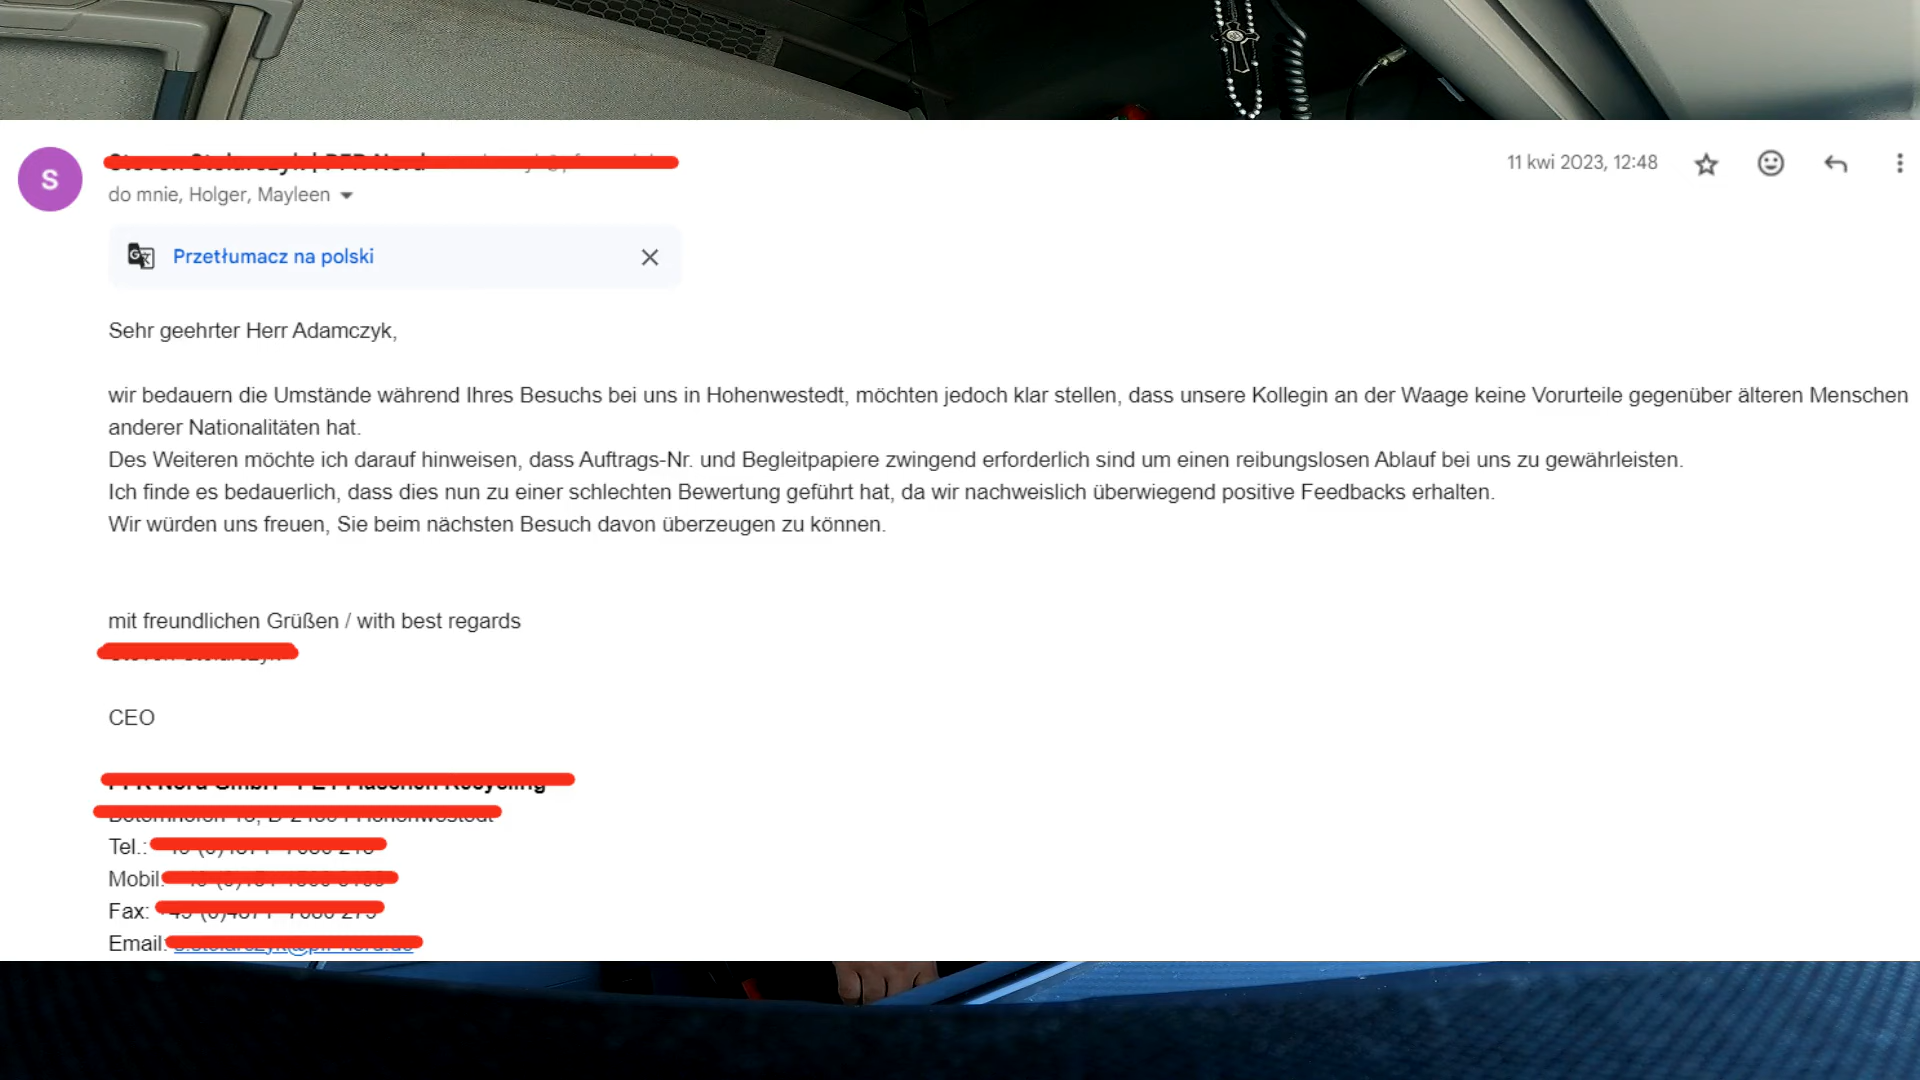 S
11 kwi 2023, 12:48
do mnie, Holger, Mayleen
Przetłumacz na polski
Sehr geehrter Herr Adamczyk,
wir bedauern die Umstände während Ihres Besuchs bei uns in Hohenwestedt, möchten jedoch klar stellen, dass unsere Kollegin an der Waage keine Vorurteile gegenüber älteren Menschen
anderer Nationalitäten hat.
Des Weiteren möchte ich darauf hinweisen, dass Auftrags-Nr. und Begleitpapiere zwingend erforderlich sind um einen reibungslosen Ablauf bei uns zu gewährleisten.
Ich finde es bedauerlich, dass dies nun zu einer schlechten Bewertung geführt hat, da wir nachweislich überwiegend positive Feedbacks erhalten.
Wir würden uns freuen, Sie beim nächsten Besuch davon überzeugen zu können.
mit freundlichen Grüßen / with best regards
CEO
Tel.:
Mobil:
Fax:
Email: